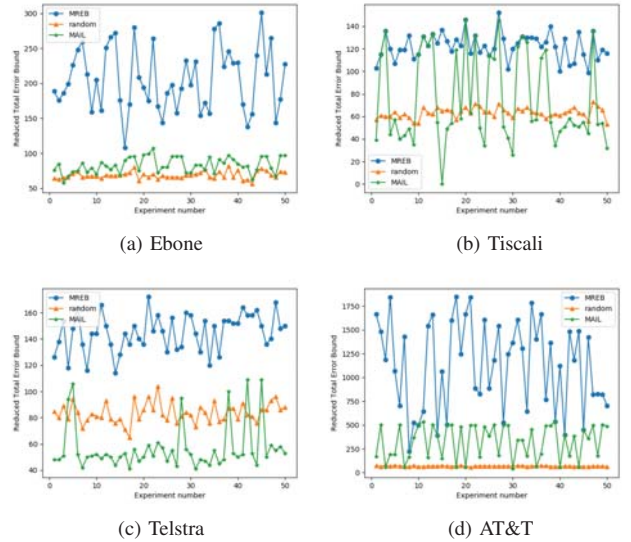 300
250
200
150
100
50
Reduced Total Error Bound
MREB
random
MAIL
0 10 20 30 40 50
Experiment number
(a) Ebone
140
120
100
80
60
40
20
0
Reduced Total Error Bound
MREB
random
MAIL
0 10 20 30 40 50
Experiment number
(b) Tiscali
160
140
120
100
80
60
40
Reduced Total Error Bound
MREB
random
MAIL
0 10 20 30 40 50
Experiment number
(c) Telstra
1750
1500
1250
1000
750
500
250
0
Reduced Total Error Bound
MREB
random
MAIL
0 10 20 30 40 50
Experiment number
(d) AT&T